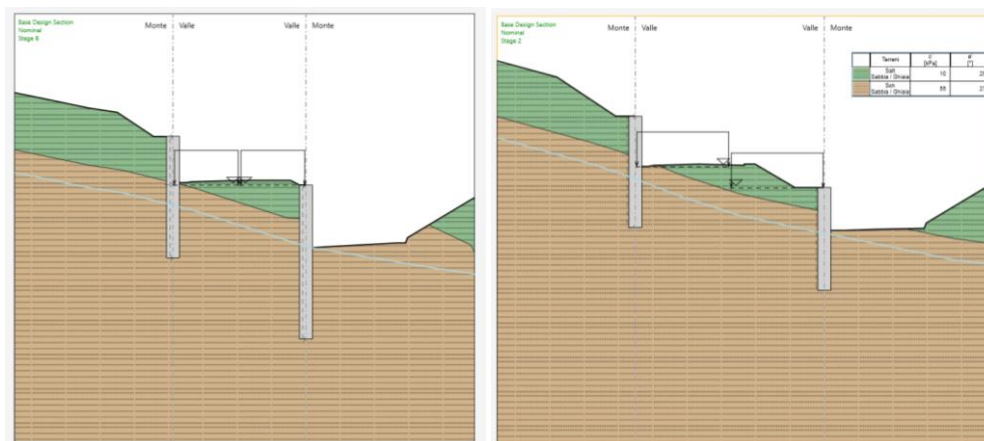 Base Design Section
Nominal
Stage 8
Monte
Valle
Valle
Monte
Base Design Section
Nominal
Stage 2
Monte
Valle
Valle
Monte
Terreni
[kPa]
[°]
Sabbia / Ghiaia
10
Sabbia / Ghiaia